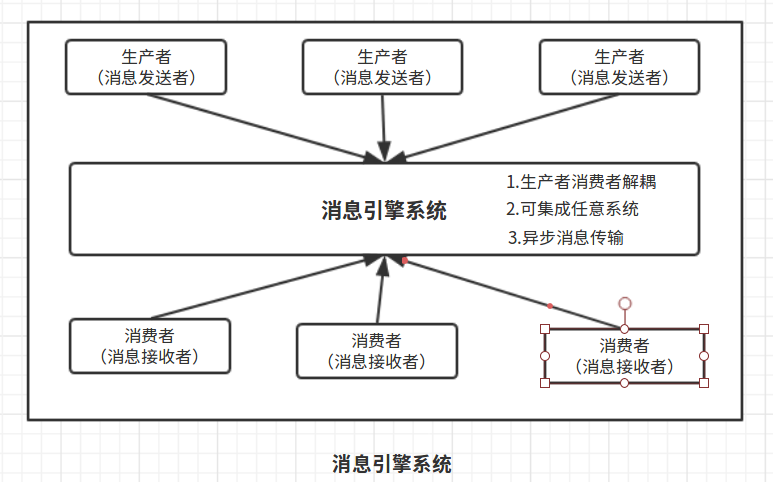 生产者
（消息发送者）
生产者
（消息发送者）
生产者
（消息发送者）
消息引擎系统
1.生产者消费者解耦
2.可集成任意系统
3.异步消息传输
消费者
（消息接收者）
消费者
（消息接收者）
消费者
（消息接收者）
消息引擎系统